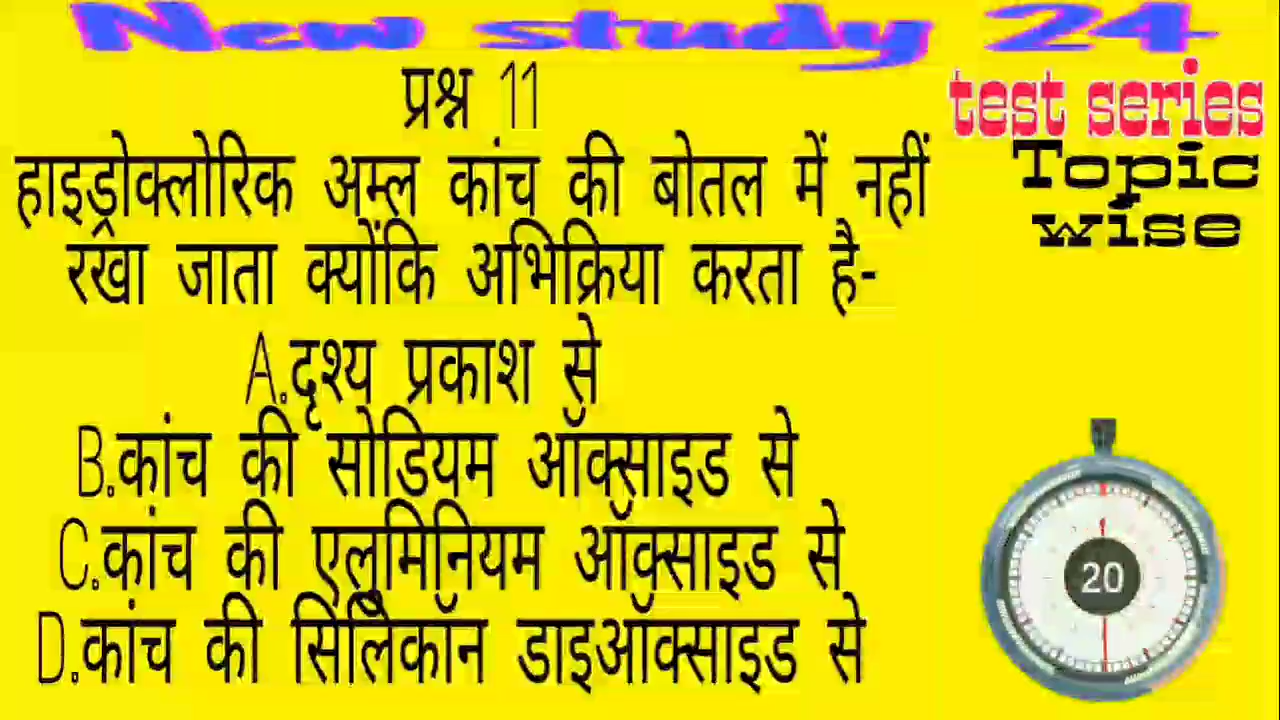 New study 24
test series
Topic
wise
प्रश्न 11
हाइड्रोक्लोरिक अम्ल कांच की बोतल में नहीं
रखा जाता क्योंकि अभिक्रिया करता है-
A.दृश्य प्रकाश से
B.कांच की सोडियम ऑक्साइड से
C.कांच की एलुमिनियम ऑक्साइड से
D.कांच की सिलिकॉन डाइऑक्साइड से
20